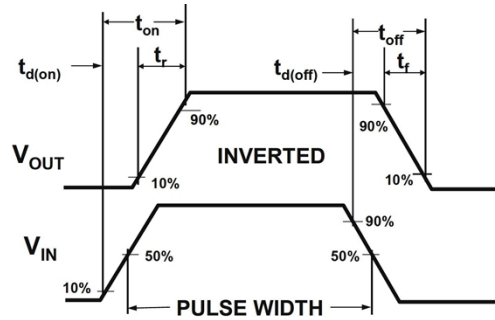 t_on
t_off
t_d(on)
t_r
t_d(off)
t_f
90%
90%
V_OUT
INVERTED
10%
10%
90%
V_IN
50%
50%
10%
PULSE WIDTH